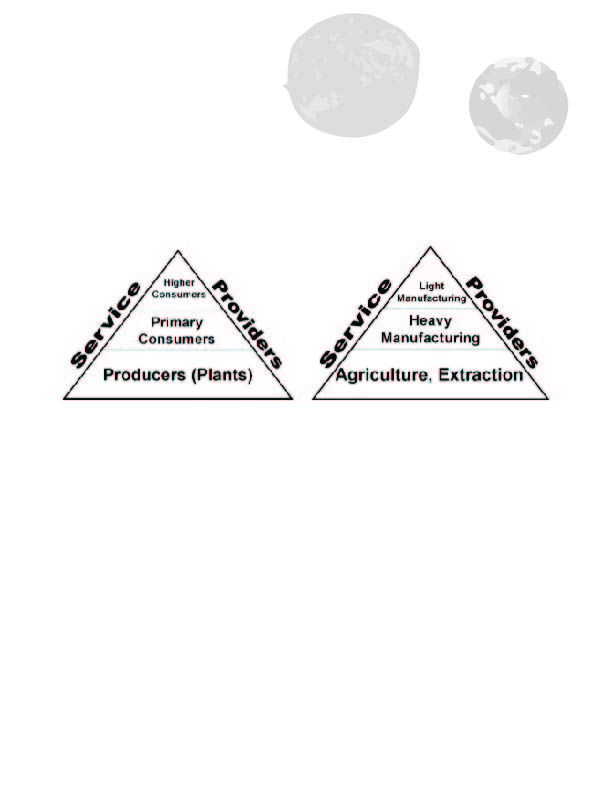 Service
Providers
Higher
Consumers
Primary
Consumers
Producers (Plants)
Service
Providers
Light
Manufacturing
Heavy
Manufacturing
Agriculture, Extraction